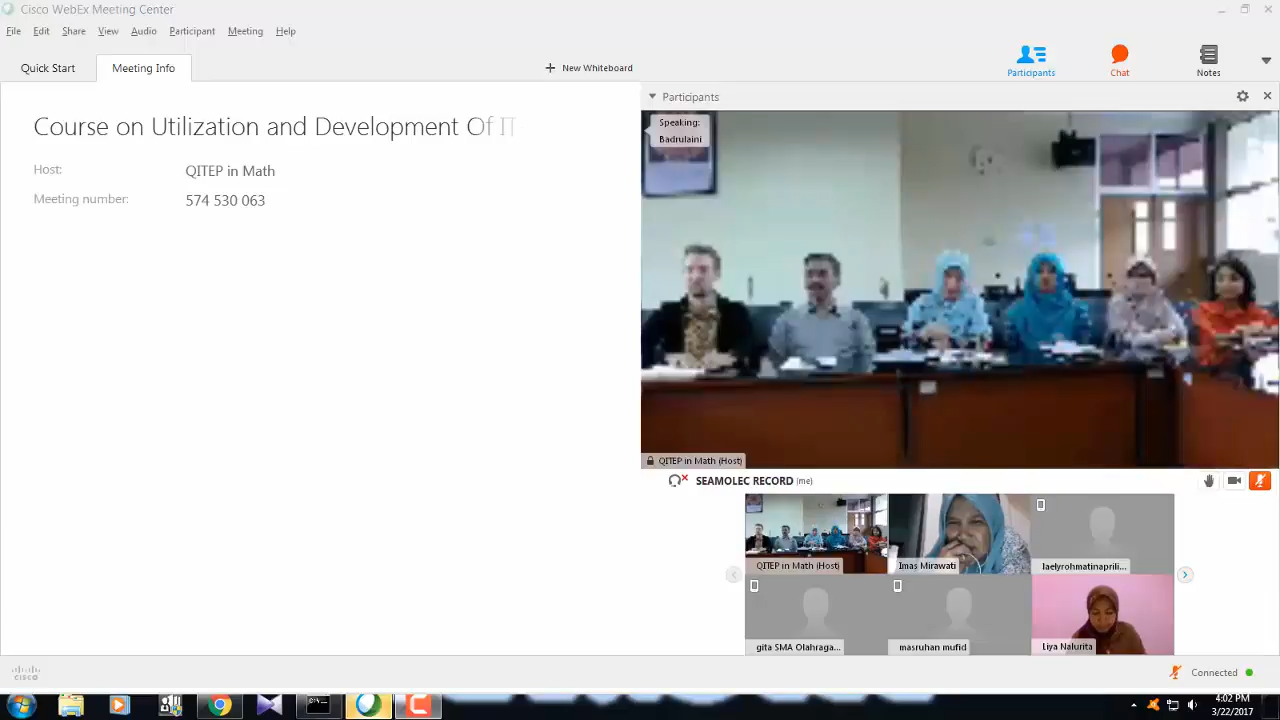 Cisco WebEx Meeting Center
File Edit Share View Audio Participant Meeting Help
Quick Start Meeting Info New Whiteboard Participants Chat Notes
Participants
Course on Utilization and Development Of IT
Speaking:
Badrulaini
Host: QITEP in Math
Meeting number: 574 530 063
QITEP in Math (Host)
SEAMOLEC RECORD (me)
QITEP in Math (Host) Imas Mirawati laelyrohmatinaprili...
gita SMA Olahraga... masruhan mufid Liya Nalurita
cisco Connected
4:02 PM
3/22/2017